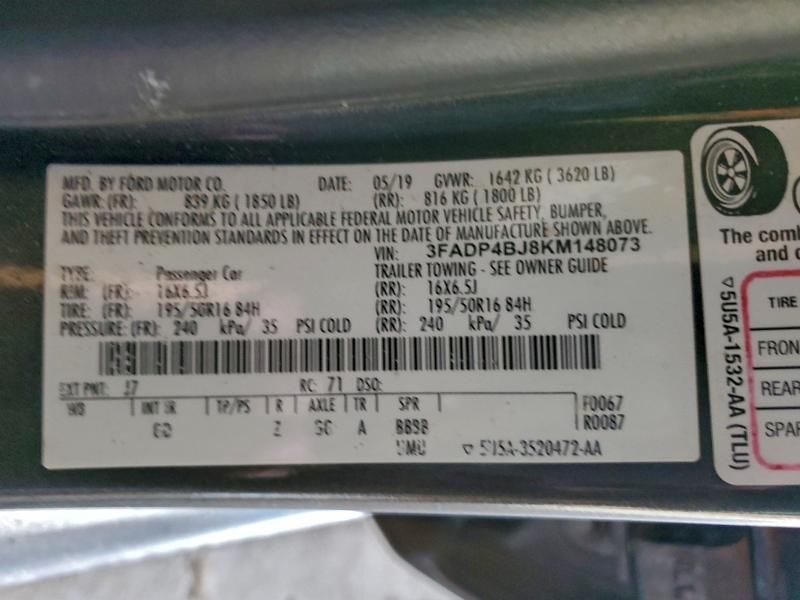 MFD. BY FORD MOTOR CO. DATE: 05/19 GVWR: 1642 KG ( 3620 LB)
GAWR: (FR): 839 KG ( 1850 LB) (RR): 816 KG ( 1800 LB)
THIS VEHICLE CONFORMS TO ALL APPLICABLE FEDERAL MOTOR VEHICLE SAFETY, BUMPER,
AND THEFT PREVENTION STANDARDS IN EFFECT ON THE DATE OF MANUFACTURE SHOWN ABOVE.
VIN: 3FADP4BJ8KM148073
TYPE: Passenger Car TRAILER TOWING - SEE OWNER GUIDE
RIM: (FR): 16X6.5J (RR): 16X6.5J
TIRE: (FR): 195/50R16 84H (RR): 195/50R16 84H
PRESSURE: (FR): 240 kPa/ 35 PSI COLD (RR): 240 kPa/ 35 PSI COLD
EXT PNT: RC: 71 DSO:
WB INT TR TP/PS R AXLE TR SPR F0067
Z A BB9B R0087
5U5A-3520472-AA
The comb
and o
TIRE
FRON
REAR
SPAR
5U5A-1532-AA (TLU)